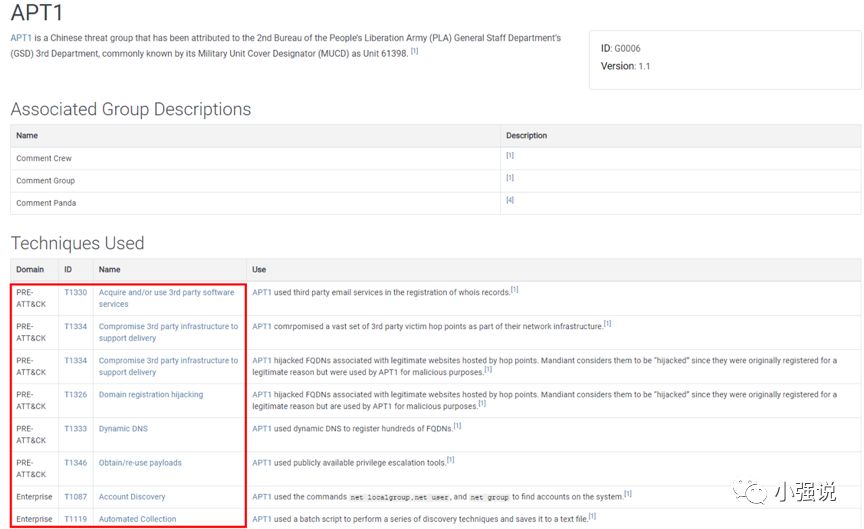 APT1
APT1 is a Chinese threat group that has been attributed to the 2nd Bureau of the People's Liberation Army (PLA) General Staff Department's
(GSD) 3rd Department, commonly known by its Military Unit Cover Designator (MUCD) as Unit 61398. [1]
ID: G0006
Version: 1.1
Associated Group Descriptions
Name Description
Comment Crew [1]
Comment Group [1]
Comment Panda [4]
Techniques Used
Domain ID Name Use
PRE- T1330 Acquire and/or use 3rd party software APT1 used third party email services in the registration of whois records.[1]
ATT&CK services
PRE- T1334 Compromise 3rd party infrastructure to APT1 compromised a vast set of 3rd party victim hop points as part of their network infrastructure.[1]
ATT&CK support delivery
PRE- T1334 Compromise 3rd party infrastructure to APT1 hijacked FQDNs associated with legitimate websites hosted by hop points. Mandiant considers them to be "hijacked" since they were originally registered for a
ATT&CK support delivery legitimate reason but were used by APT1 for malicious purposes.[1]
PRE- T1326 Domain registration hijacking APT1 hijacked FQDNs associated with legitimate websites hosted by hop points. Mandiant considers them to be "hijacked" since they were originally registered for a
ATT&CK legitimate reason but are used by APT1 for malicious purposes.[1]
PRE- T1333 Dynamic DNS APT1 used dynamic DNS to register hundreds of FQDNs.[1]
ATT&CK
PRE- T1346 Obtain/re-use payloads APT1 used publicly available privilege escalation tools.[1]
ATT&CK
Enterprise T1087 Account Discovery APT1 used the commands net localgroup,net user, and net group to find accounts on the system.[1]
Enterprise T1119 Automated Collection APT1 used a batch script to perform a series of discovery techniques and saves it to a text file.[1]
小强说